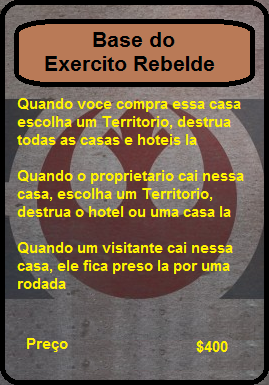 Base do
Exercito Rebelde
Quando voce compra essa casa
escolha um Territorio, destrua
todas as casas e hoteis la
Quando o proprietario cai nessa
casa, escolha um Territorio,
destrua o hotel ou uma casa la
Quando um visitante cai nessa
casa, ele fica preso la por uma
rodada
Preço $400